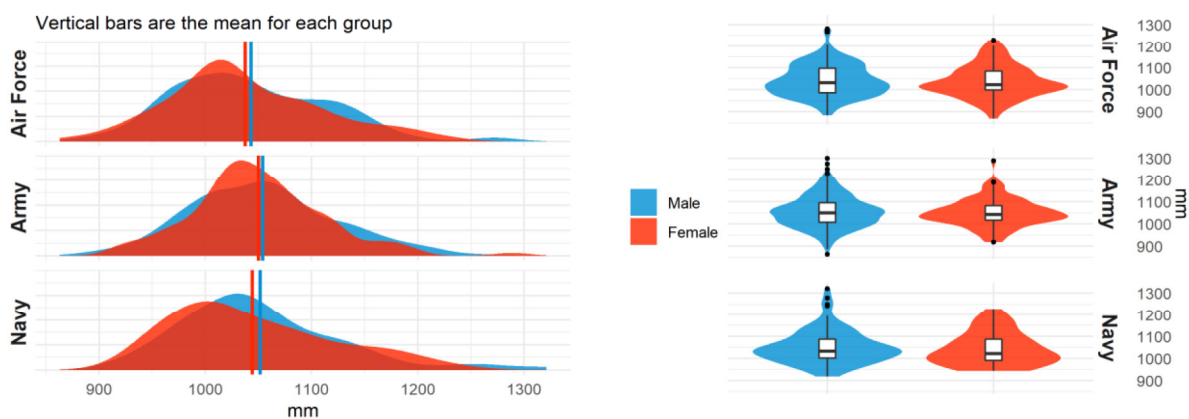 Vertical bars are the mean for each group
Air Force
Army
Navy
900 1000 1100 1200 1300
mm
Male
Female
Air Force
1300
1200
1100
1000
900
Army
1300
1200
1100
1000
900
mm
Navy
1300
1200
1100
1000
900